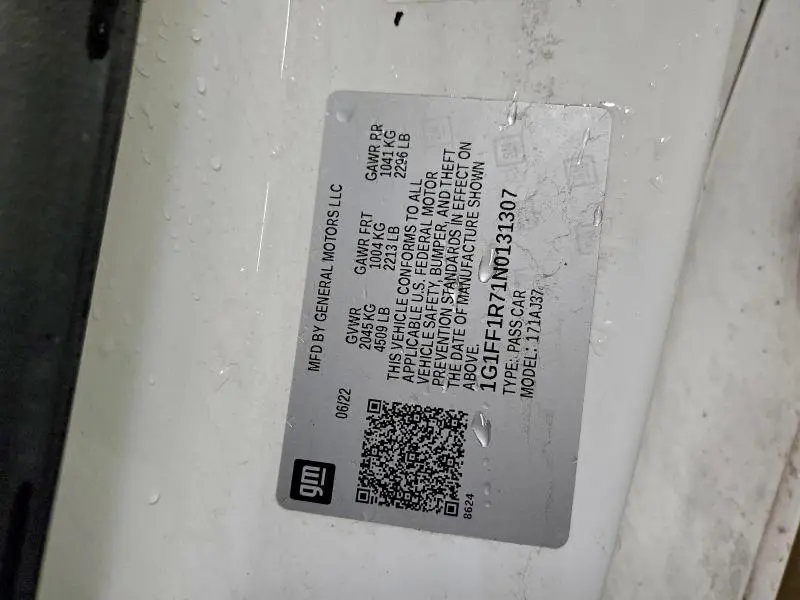 gm
06/22
MFD BY GENERAL MOTORS LLC
GVWR GAWR FRT GAWR RR
2045 KG 1004 KG 1041 KG
4509 LB 2213 LB 2296 LB
THIS VEHICLE CONFORMS TO ALL
APPLICABLE U.S. FEDERAL MOTOR
VEHICLE SAFETY, BUMPER, AND THEFT
PREVENTION STANDARDS IN EFFECT ON
THE DATE OF MANUFACTURE SHOWN
ABOVE.
1G1FF1R71N0131307
TYPE: PASS CAR
MODEL: 171AJ37
8624